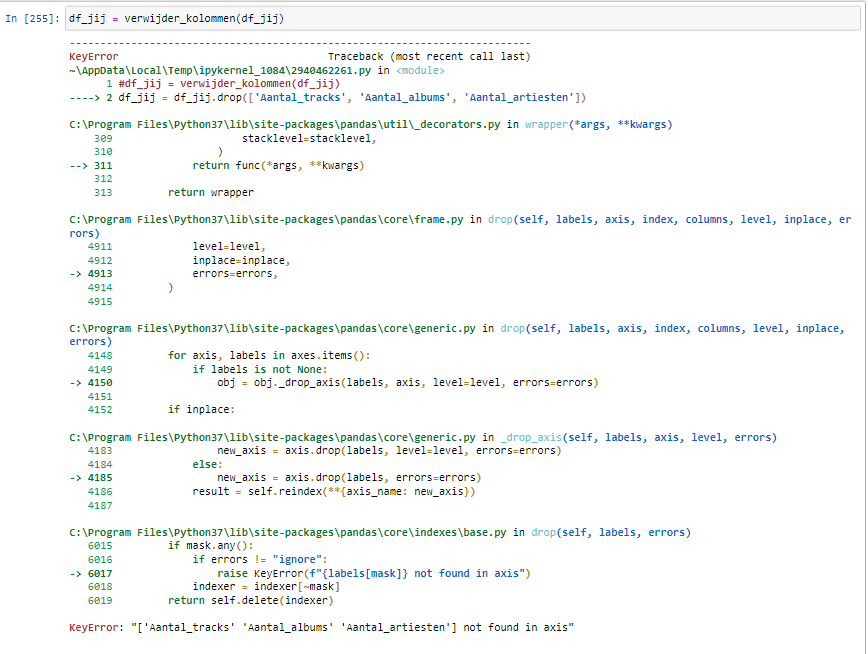 In [255]: df_jij = verwijder_kolommen(df_jij)
---------------------------------------------------------------------------
KeyError                                  Traceback (most recent call last)
~\AppData\Local\Temp\ipykernel_1084\2940462261.py in <module>
      1 #df_jij = verwijder_kolommen(df_jij)
----> 2 df_jij = df_jij.drop(['Aantal_tracks', 'Aantal_albums', 'Aantal_artiesten'])
C:\Program Files\Python37\lib\site-packages\pandas\util\_decorators.py in wrapper(*args, **kwargs)
    309                     stacklevel=stacklevel,
    310                 )
--> 311             return func(*args, **kwargs)
    312
    313         return wrapper
C:\Program Files\Python37\lib\site-packages\pandas\core\frame.py in drop(self, labels, axis, index, columns, level, inplace, er
rors)
   4911             level=level,
   4912             inplace=inplace,
-> 4913             errors=errors,
   4914         )
   4915
C:\Program Files\Python37\lib\site-packages\pandas\core\generic.py in drop(self, labels, axis, index, columns, level, inplace,
errors)
   4148         for axis, labels in axes.items():
   4149             if labels is not None:
-> 4150                 obj = obj._drop_axis(labels, axis, level=level, errors=errors)
   4151
   4152         if inplace:
C:\Program Files\Python37\lib\site-packages\pandas\core\generic.py in _drop_axis(self, labels, axis, level, errors)
   4183                 new_axis = axis.drop(labels, level=level, errors=errors)
   4184             else:
-> 4185                 new_axis = axis.drop(labels, errors=errors)
   4186             result = self.reindex(**{axis_name: new_axis})
   4187
C:\Program Files\Python37\lib\site-packages\pandas\core\indexes\base.py in drop(self, labels, errors)
   6015         if mask.any():
   6016             if errors != "ignore":
-> 6017                 raise KeyError(f"{labels[mask]} not found in axis")
   6018             indexer = indexer[~mask]
   6019         return self.delete(indexer)
KeyError: "['Aantal_tracks' 'Aantal_albums' 'Aantal_artiesten'] not found in axis"